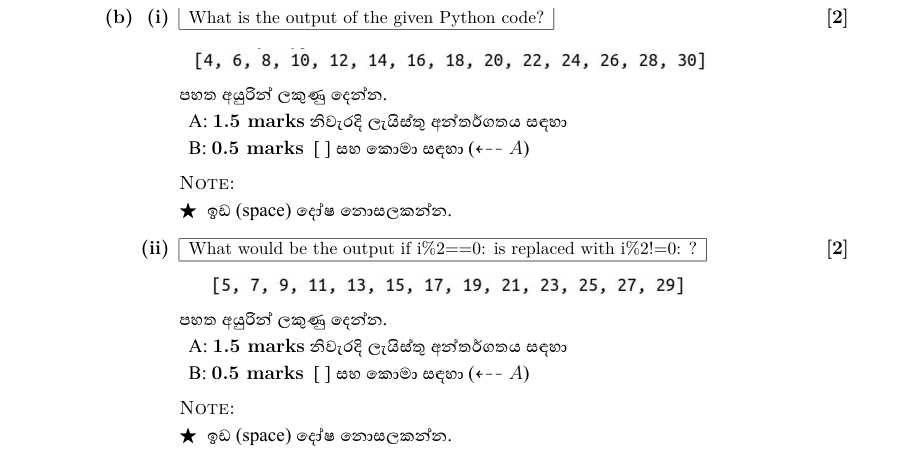 (b) (i) What is the output of the given Python code? [2]
[4, 6, 8, 10, 12, 14, 16, 18, 20, 22, 24, 26, 28, 30]
පහත අයුරින් ලකුණු දෙන්න.
A: 1.5 marks නිවැරදි ලැයිස්තු අන්තර්ගතය සඳහා
B: 0.5 marks [ ] සහ කොමා සඳහා (←-- A)
NOTE:
★ ඉඩ (space) දෝෂ නොසලකන්න.
(ii) What would be the output if i%2==0: is replaced with i%2!=0: ? [2]
[5, 7, 9, 11, 13, 15, 17, 19, 21, 23, 25, 27, 29]
පහත අයුරින් ලකුණු දෙන්න.
A: 1.5 marks නිවැරදි ලැයිස්තු අන්තර්ගතය සඳහා
B: 0.5 marks [ ] සහ කොමා සඳහා (←-- A)
NOTE:
★ ඉඩ (space) දෝෂ නොසලකන්න.